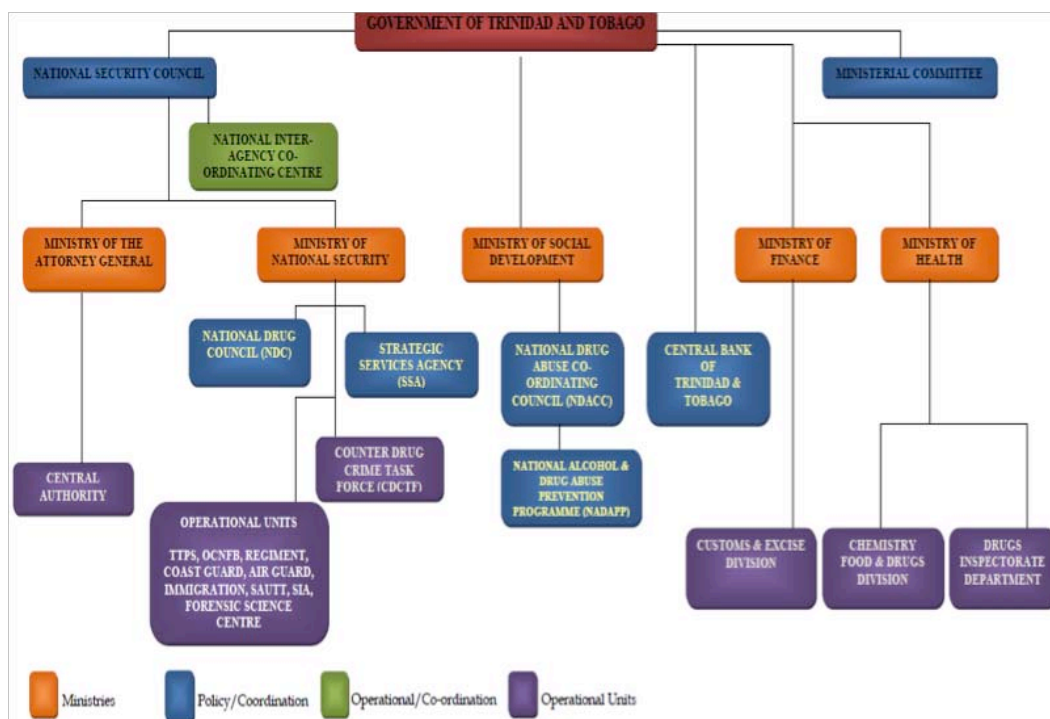 GOVERNMENT OF TRINIDAD AND TOBAGO
NATIONAL SECURITY COUNCIL
MINISTERIAL COMMITTEE
NATIONAL INTER-
AGENCY CO-
ORDINATING CENTRE
MINISTRY OF THE
ATTORNEY GENERAL
MINISTRY OF
NATIONAL SECURITY
MINISTRY OF SOCIAL
DEVELOPMENT
MINISTRY OF
FINANCE
MINISTRY OF
HEALTH
NATIONAL DRUG
COUNCIL (NDC)
STRATEGIC
SERVICES AGENCY
(SSA)
NATIONAL DRUG
ABUSE CO-
ORDINATING
COUNCIL (NDACC)
CENTRAL BANK
OF
TRINIDAD &
TOBAGO
CENTRAL
AUTHORITY
COUNTER DRUG
CRIME TASK
FORCE (CDCTF)
NATIONAL ALCOHOL &
DRUG ABUSE
PREVENTION
PROGRAMME (NADAPP)
OPERATIONAL UNITS
TTPS, OCNFB, REGIMENT,
COAST GUARD, AIR GUARD,
IMMIGRATION, SAUTT, SIA,
FORENSIC SCIENCE
CENTRE
CUSTOMS & EXCISE
DIVISION
CHEMISTRY
FOOD & DRUGS
DIVISION
DRUGS
INSPECTORATE
DEPARTMENT
Ministries
Policy/Coordination
Operational/Co-ordination
Operational Units